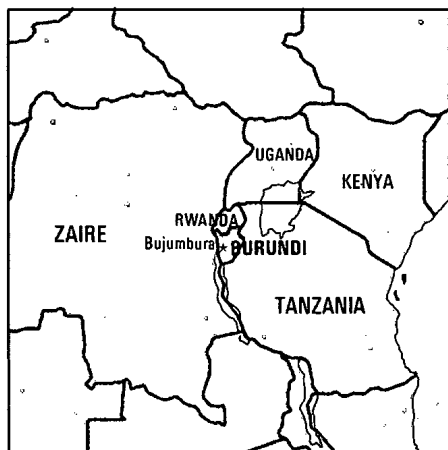 UGANDA
KENYA
RWANDA
ZAIRE
Bujumbura
BURUNDI
TANZANIA